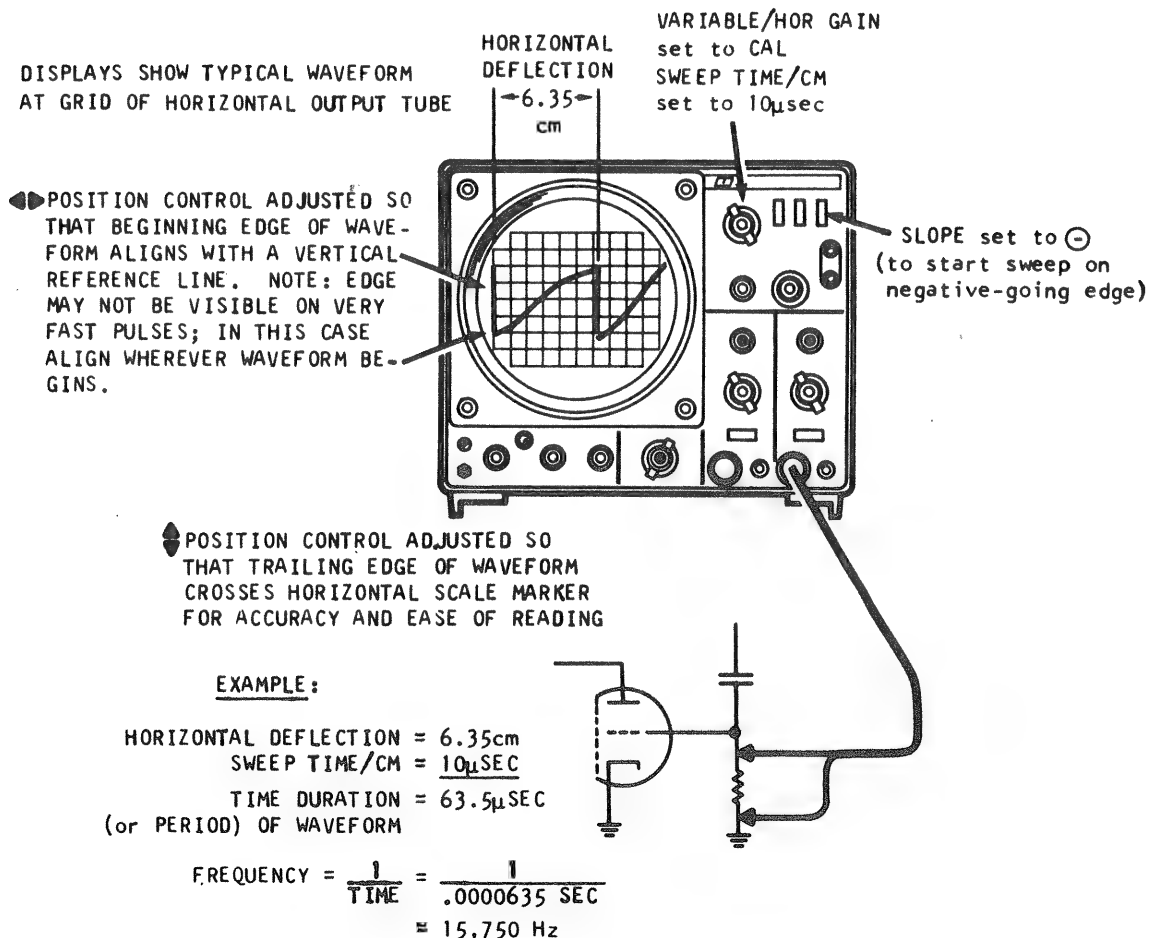 DISPLAYS SHOW TYPICAL WAVEFORM
AT GRID OF HORIZONTAL OUTPUT TUBE
HORIZONTAL
DEFLECTION
6.35
cm
VARIABLE/HOR GAIN
set to CAL
SWEEP TIME/CM
set to 10μsec
POSITION CONTROL ADJUSTED SO
THAT BEGINNING EDGE OF WAVE-
FORM ALIGNS WITH A VERTICAL
REFERENCE LINE. NOTE: EDGE
MAY NOT BE VISIBLE ON VERY
FAST PULSES; IN THIS CASE
ALIGN WHEREVER WAVEFORM BE-
GINS.
SLOPE set to ⊖
(to start sweep on
negative-going edge)
POSITION CONTROL ADJUSTED SO
THAT TRAILING EDGE OF WAVEFORM
CROSSES HORIZONTAL SCALE MARKER
FOR ACCURACY AND EASE OF READING
EXAMPLE:
HORIZONTAL DEFLECTION = 6.35cm
SWEEP TIME/CM = 10μSEC
TIME DURATION = 63.5μSEC
(or PERIOD) OF WAVEFORM
FREQUENCY = 1/TIME = 1/.0000635 SEC
= 15,750 Hz